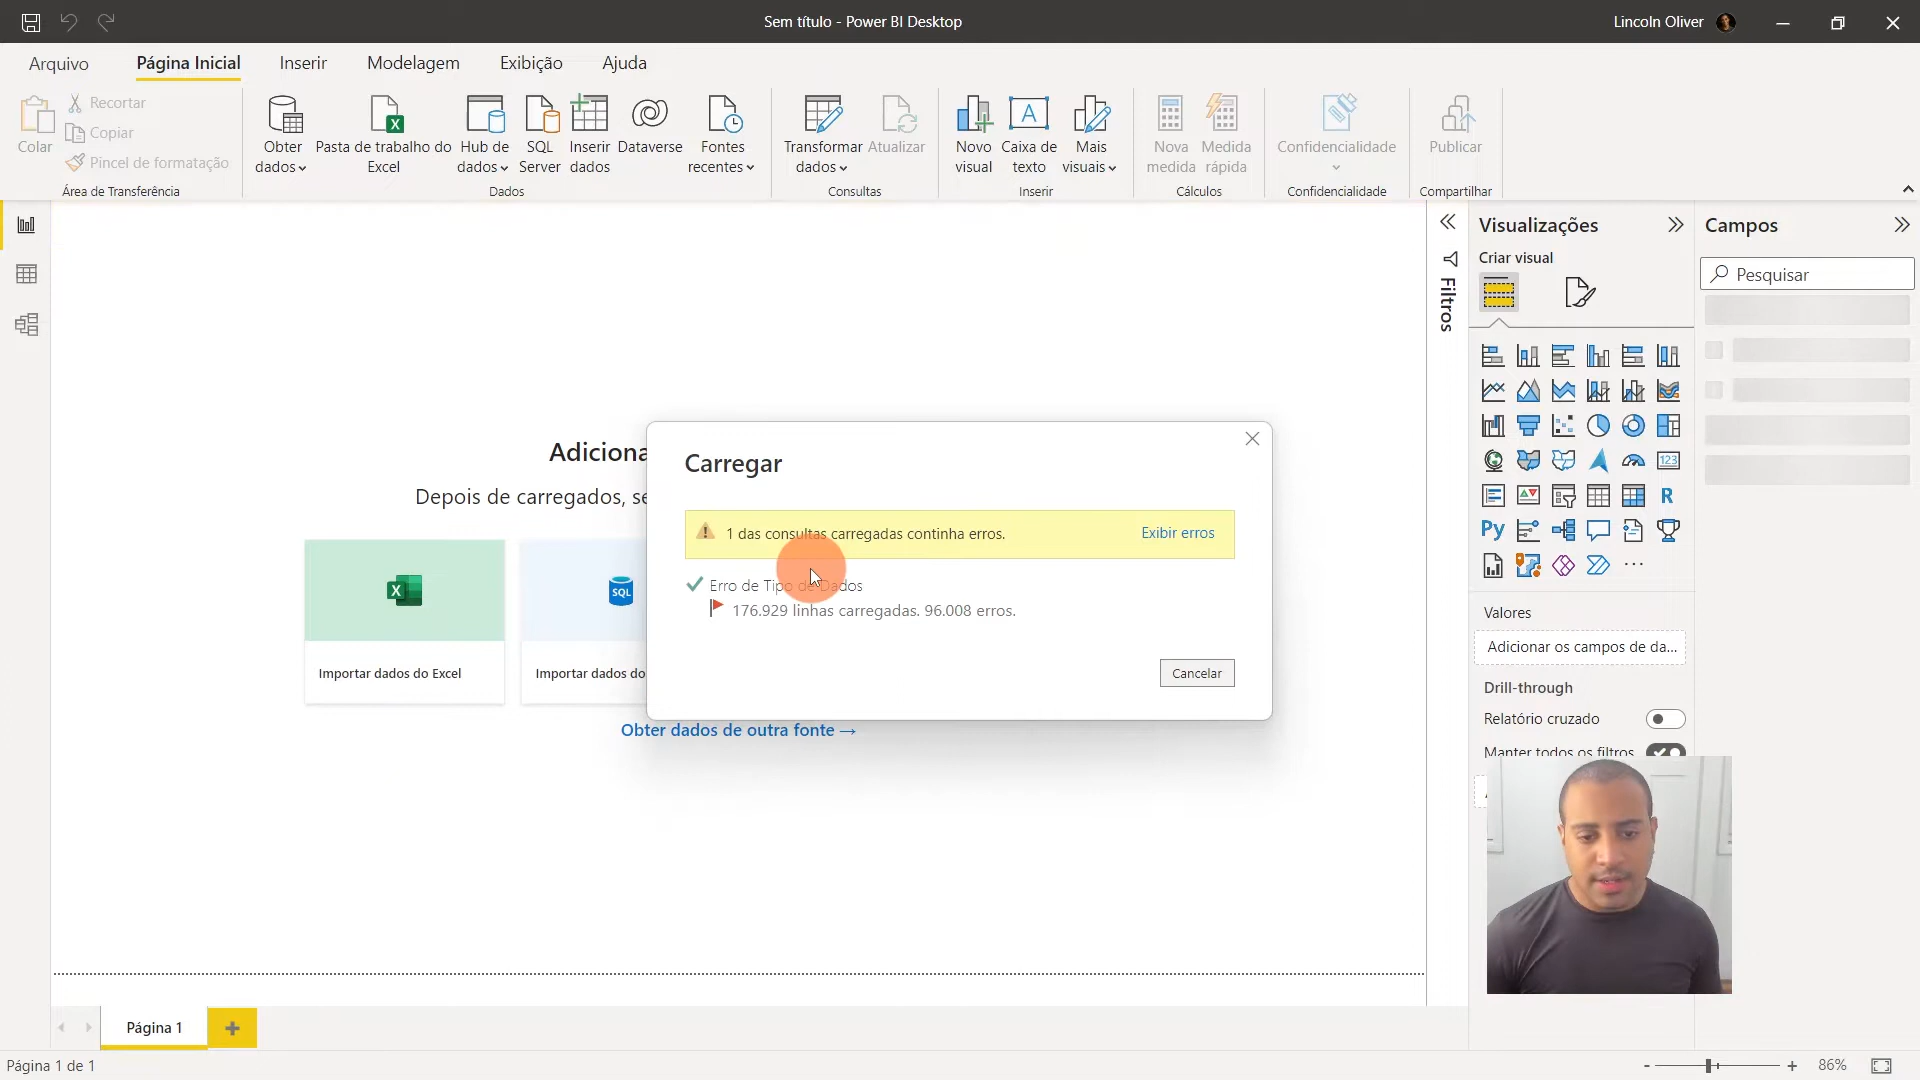 Sem título - Power BI Desktop
Lincoln Oliver
Arquivo
Página Inicial
Inserir
Modelagem
Exibição
Ajuda
Colar
Recortar
Copiar
Pincel de formatação
Área de Transferência
Obter
dados
Pasta de trabalho do
Excel
Hub de
dados
SQL
Server
Inserir
dados
Dataverse
Fontes
recentes
Dados
Transformar
dados
Atualizar
Consultas
Novo
visual
Caixa de
texto
Mais
visuais
Inserir
Nova
medida
Medida
rápida
Cálculos
Confidencialidade
Confidencialidade
Publicar
Compartilhar
Filtros
Visualizações
Criar visual
Campos
Pesquisar
123
R
Py
Valores
Adicionar os campos de da...
Drill-through
Relatório cruzado
Manter todos os filtros
Adiciona
Depois de carregados, se
Importar dados do Excel
SQL
Importar dados do
Obter dados de outra fonte →
Carregar
1 das consultas carregadas continha erros.
Exibir erros
Erro de Tipo de Dados
176.929 linhas carregadas. 96.008 erros.
Cancelar
Página 1
Página 1 de 1
86%